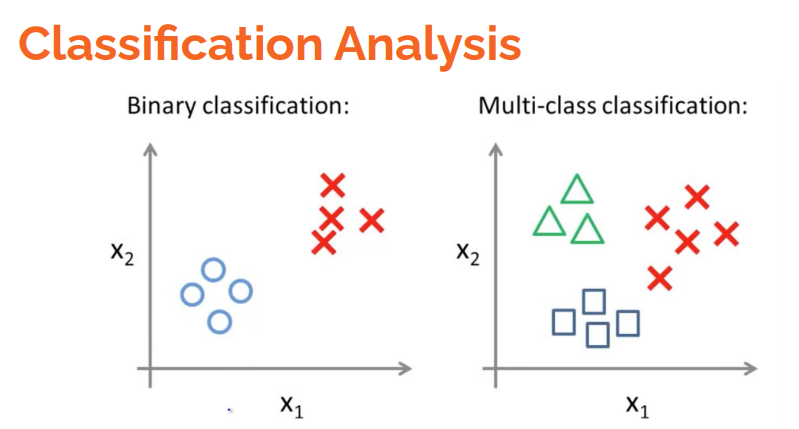 Classification Analysis
Binary classification:
Multi-class classification:
x₂
x₁
x₂
x₁